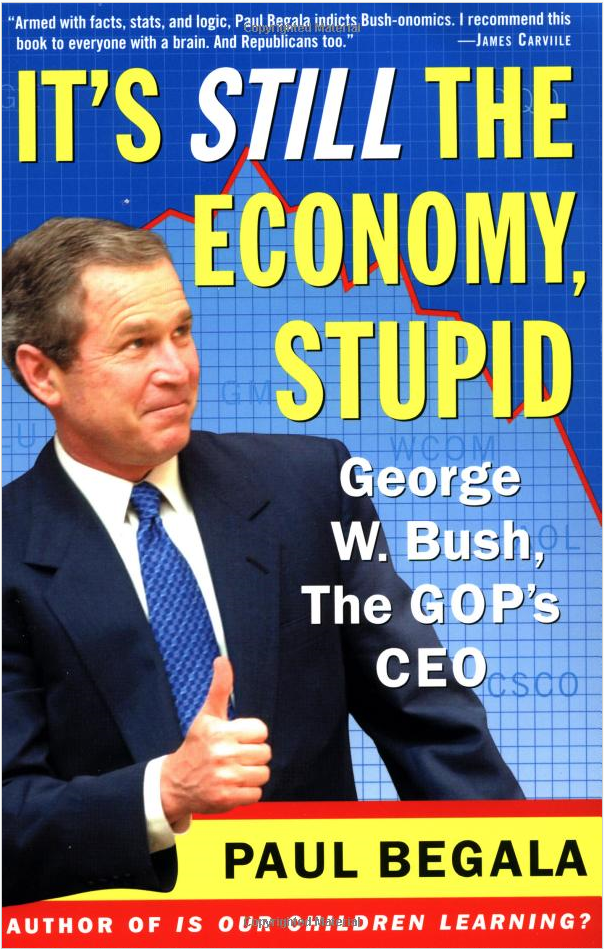 “Armed with facts, stats, and logic, Paul Begala indicts Bush-onomics. I recommend this
book to everyone with a brain. And Republicans too.”
—JAMES CARVILLE
Copyrighted Material
IT’S STILL THE
ECONOMY,
STUPID
GM
WCOM
George
W. Bush,
AOL
The GOP’s
CEO
CSCO
PAUL BEGALA
AUTHOR OF IS OUR CHILDREN LEARNING?
Copyrighted Material